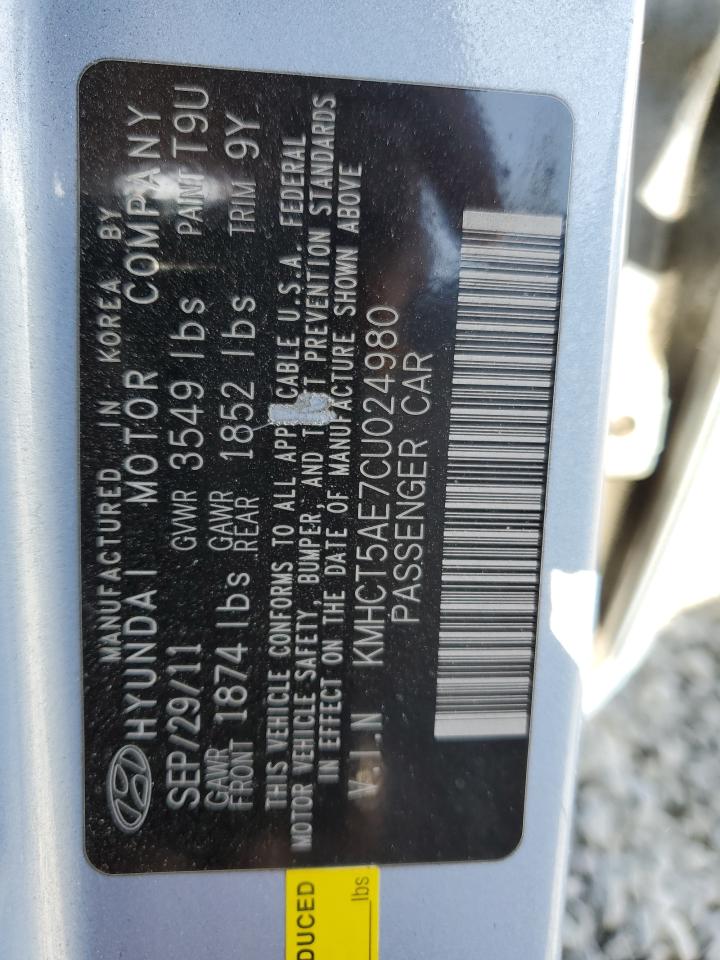 MANUFACTURED IN KOREA BY
HYUNDAI MOTOR COMPANY
SEP/29/11 GVWR 3549 lbs PAINT T9U
GAWR FRONT 1874 lbs GAWR REAR 1852 lbs TRIM 9Y
THIS VEHICLE CONFORMS TO ALL APP CABLE U.S.A. FEDERAL
MOTOR VEHICLE SAFETY, BUMPER, AND T T PREVENTION STANDARDS
IN EFFECT ON THE DATE OF MANUFACTURE SHOWN ABOVE
V.I.N KMHCT5AE7CU024980
PASSENGER CAR
DUCED
lbs